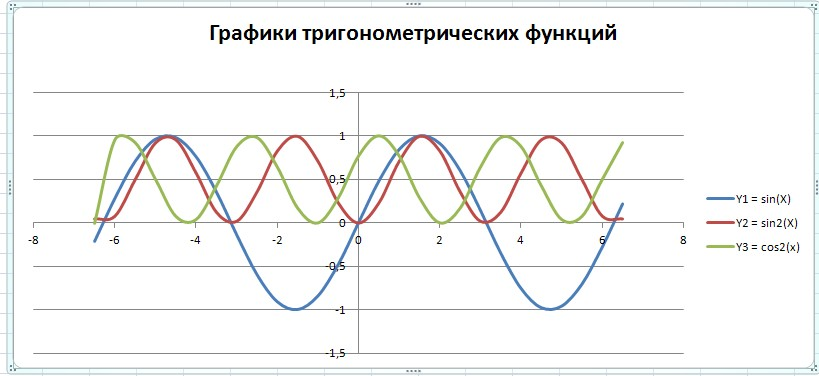 Графики тригонометрических функций
1,5
1
0,5
0
-8 -6 -4 -2 0 2 4 6 8
-0,5
-1
-1,5
Y1 = sin(X)
Y2 = sin2(X)
Y3 = cos2(x)